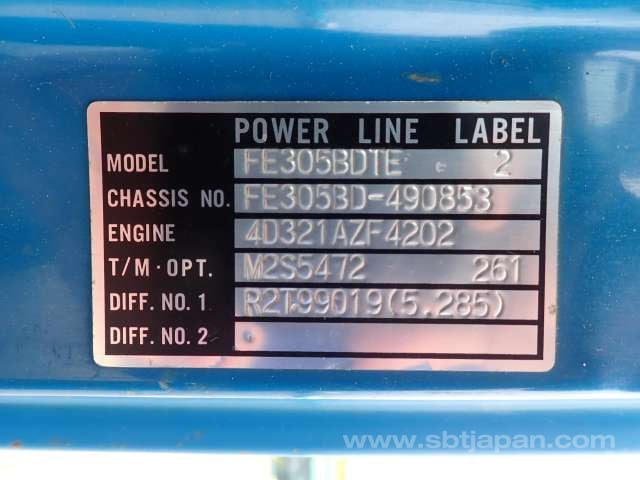 POWER LINE LABEL
MODEL FE305BDTE 2
CHASSIS NO. FE305BD-490853
ENGINE 4D321AZF4202
T/M·OPT. M2S5472 261
DIFF. NO. 1 R2T99019(5.285)
DIFF. NO. 2
www.sbtjapan.com